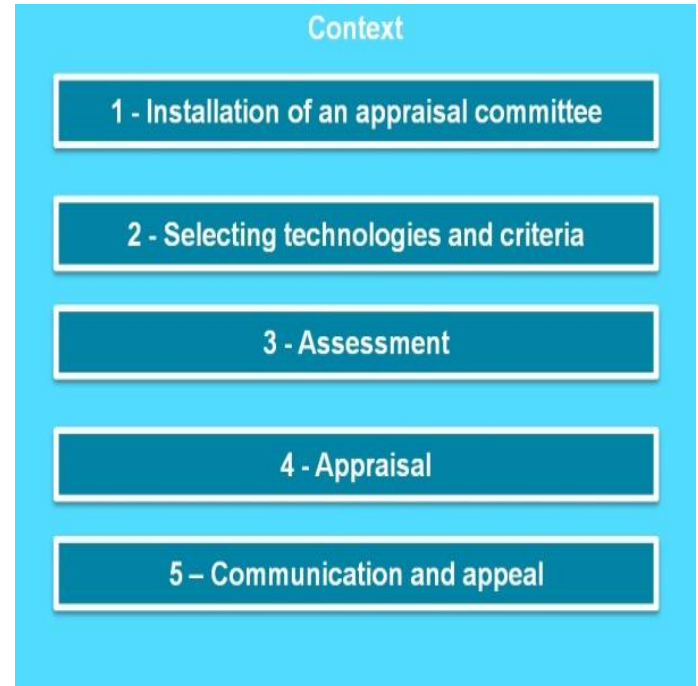 Context
1 - Installation of an appraisal committee
2 - Selecting technologies and criteria
3 - Assessment
4 - Appraisal
5 – Communication and appeal